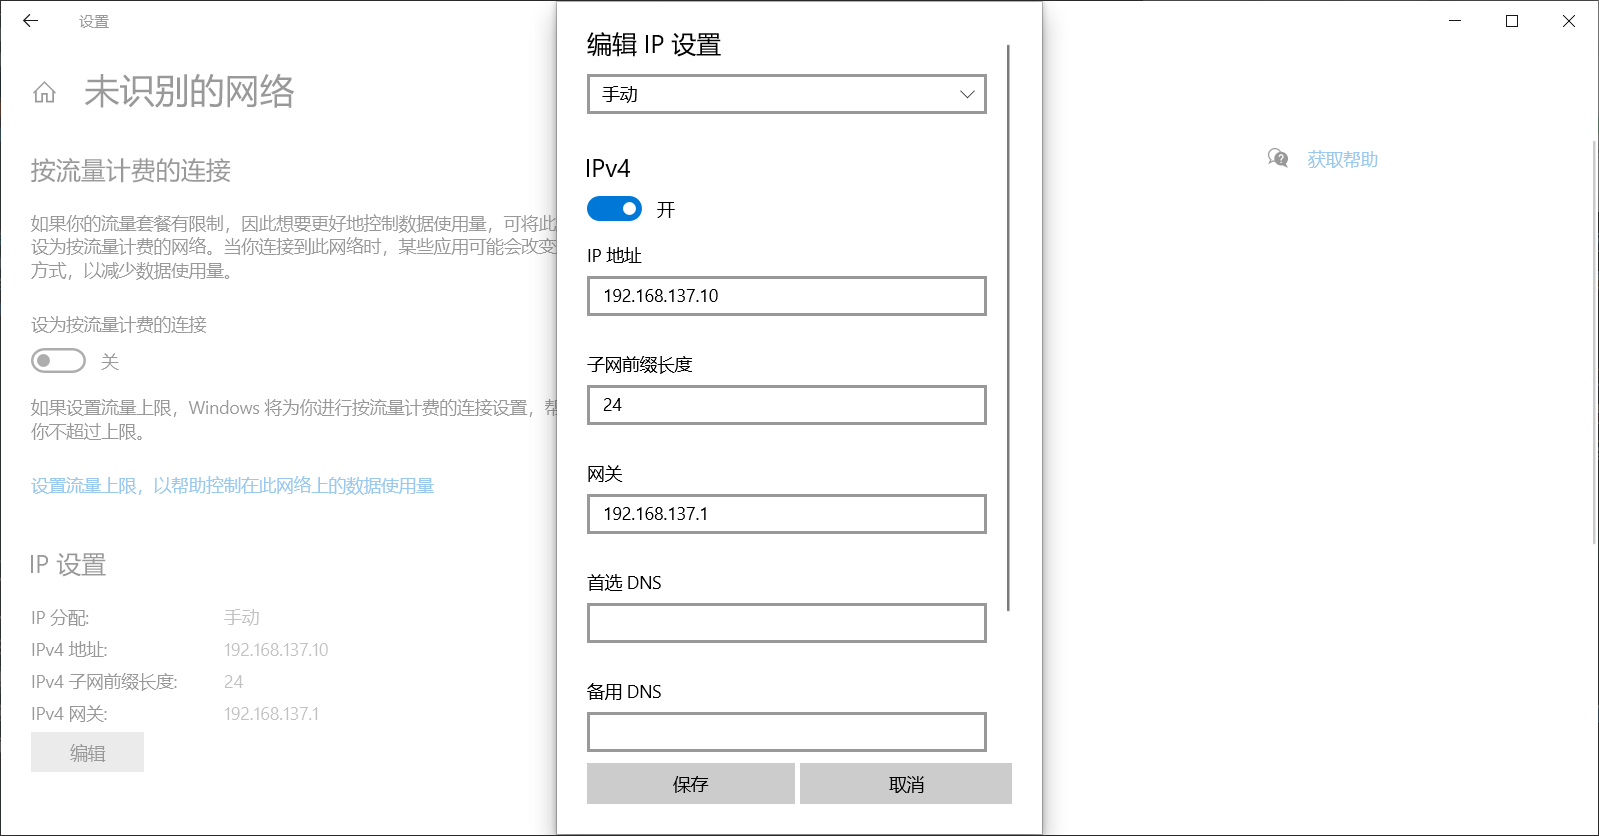 设置
未识别的网络
按流量计费的连接
如果你的流量套餐有限制，因此想要更好地控制数据使用量，可将此
设为按流量计费的网络。当你连接到此网络时，某些应用可能会改变
方式，以减少数据使用量。
设为按流量计费的连接
关
如果设置流量上限，Windows 将为你进行按流量计费的连接设置，帮
你不超过上限。
设置流量上限，以帮助控制在此网络上的数据使用量
IP 设置
IP 分配: 手动
IPv4 地址: 192.168.137.10
IPv4 子网前缀长度: 24
IPv4 网关: 192.168.137.1
编辑
编辑 IP 设置
手动
IPv4
开
IP 地址
192.168.137.10
子网前缀长度
24
网关
192.168.137.1
首选 DNS
备用 DNS
保存 取消
获取帮助